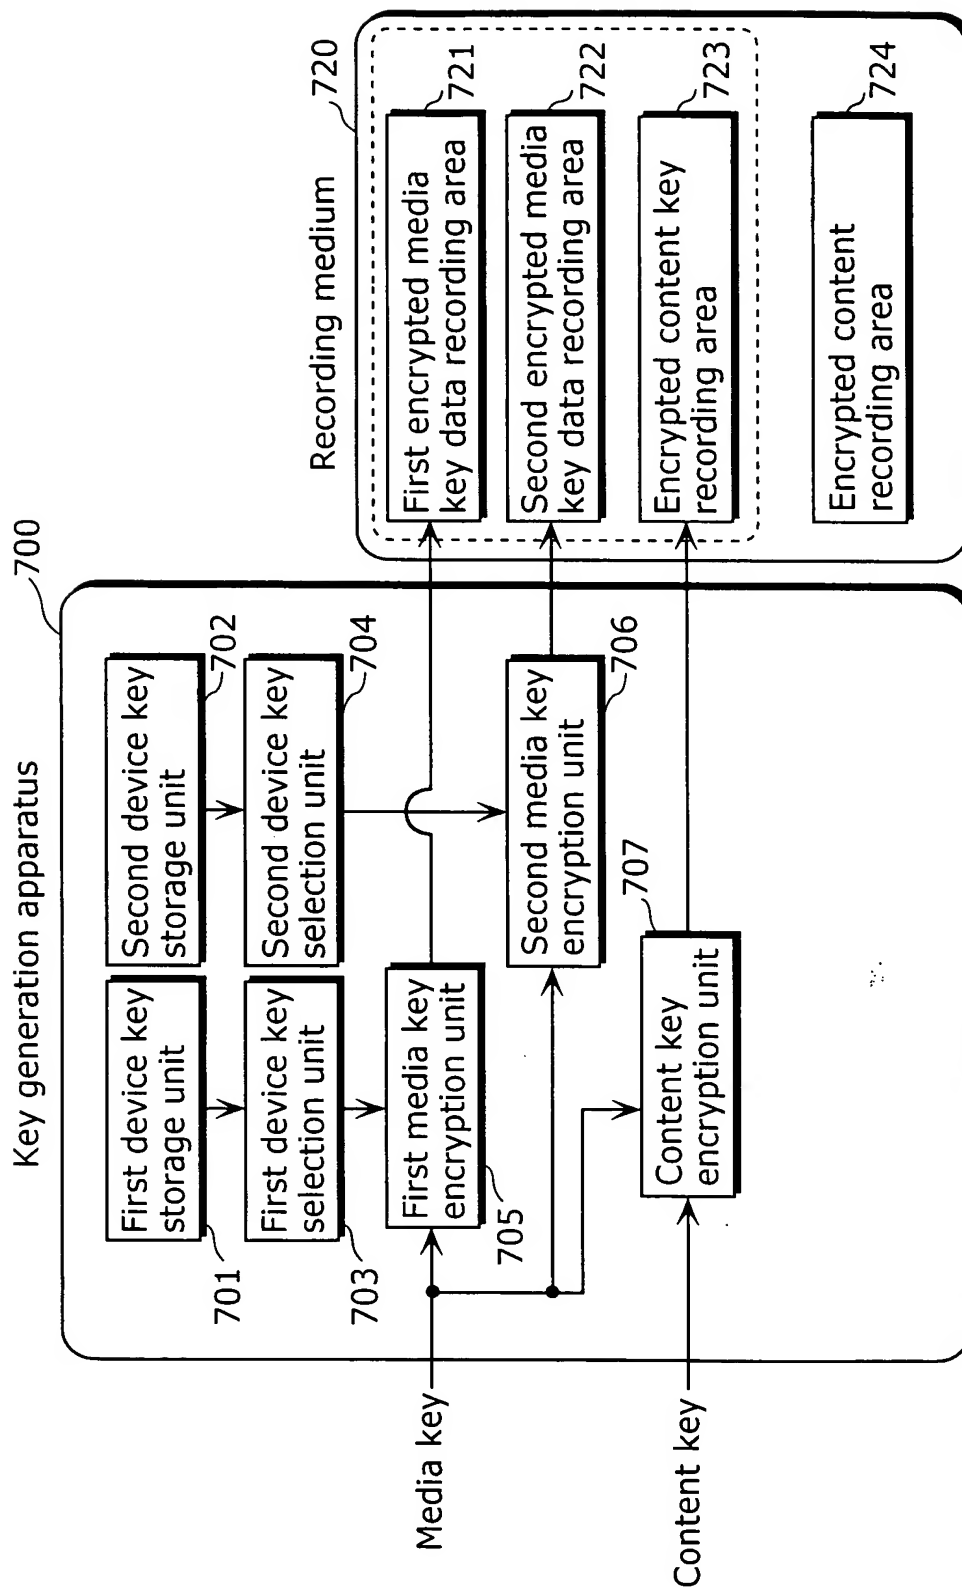 Key generation apparatus
700
First device key
storage unit
701
Second device key
storage unit
702
First device key
selection unit
703
Second device key
selection unit
704
Media key
First media key
encryption unit
705
Second media key
encryption unit
706
Content key
Content key
encryption unit
707
Recording medium
720
First encrypted media
key data recording area
721
Second encrypted media
key data recording area
722
Encrypted content key
recording area
723
Encrypted content
recording area
724